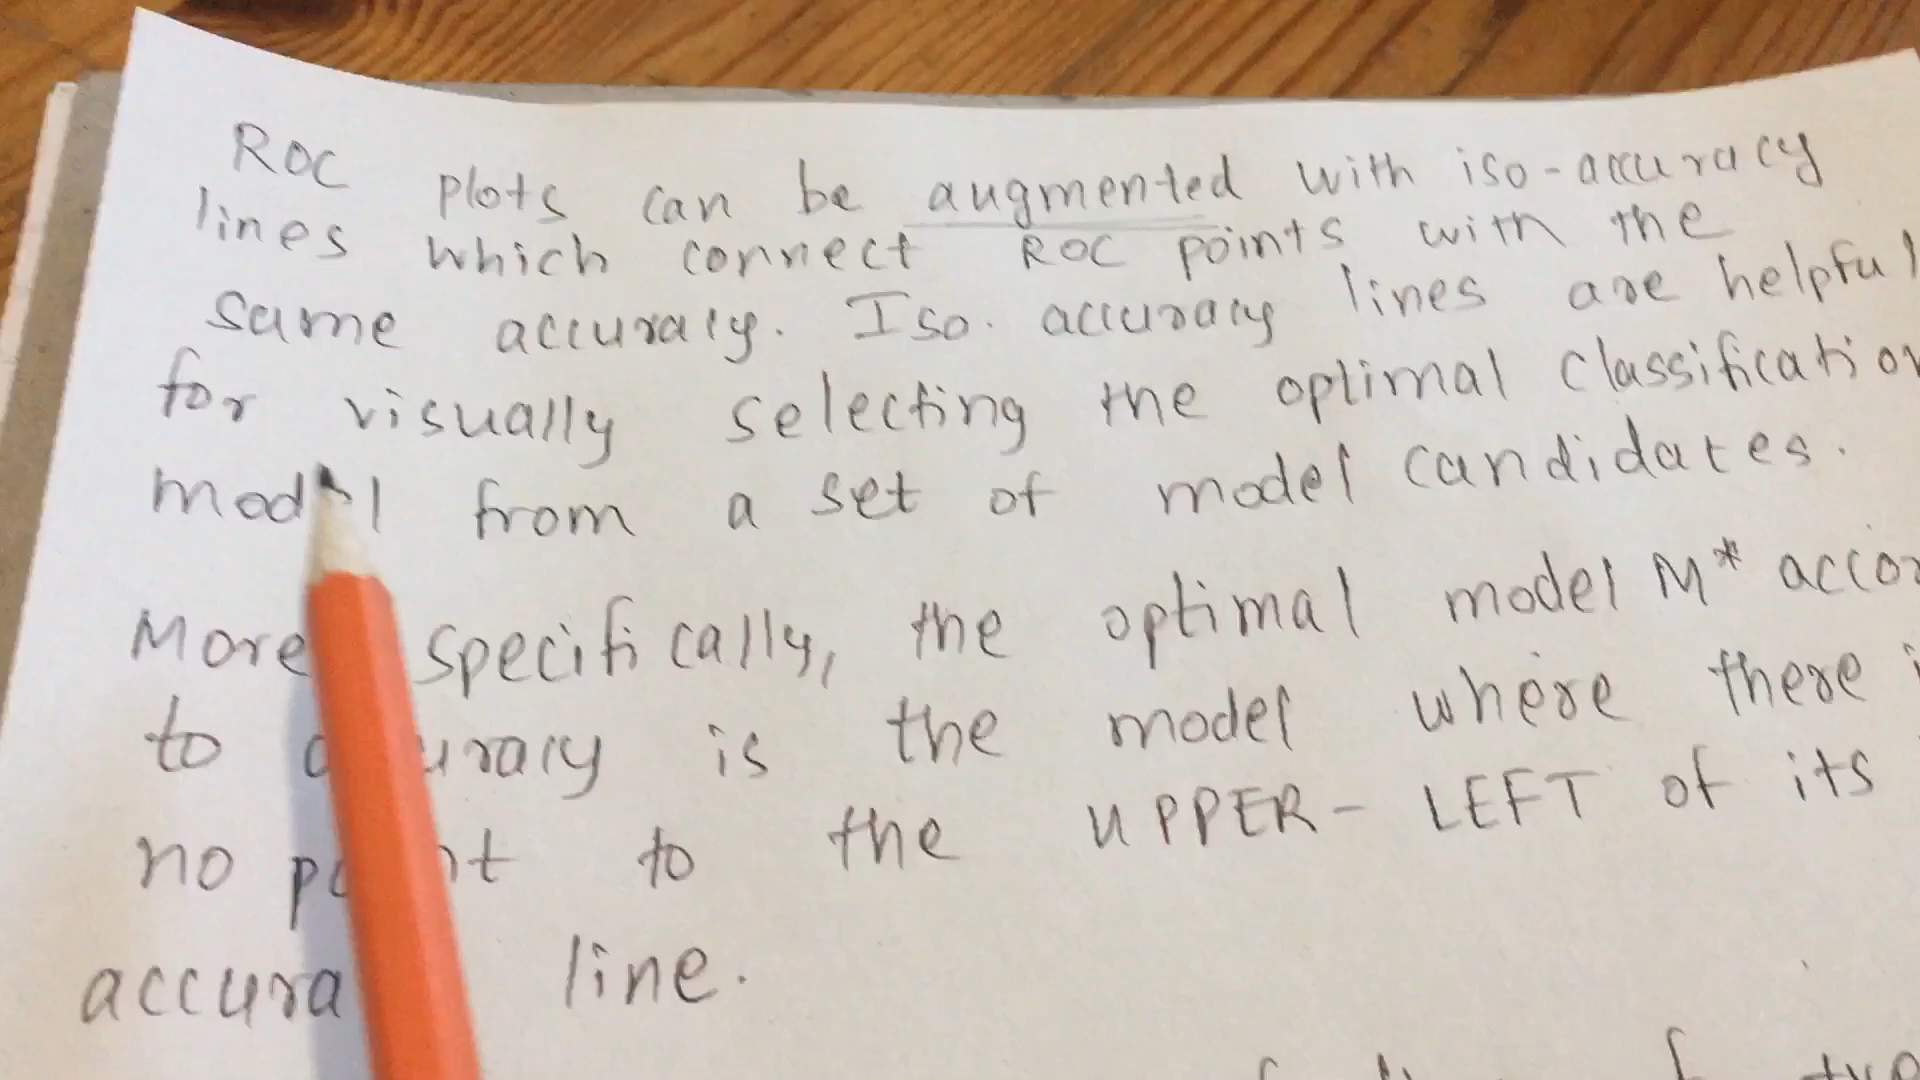 ROC plots can be augmented with iso-accuracy
lines which connect ROC points with the
same accuracy. Iso. accuracy lines are helpful
for visually selecting the optimal classification
model from a set of model candidates.
More specifically, the optimal model M*
to is the model where there
no to the UPPER-LEFT of its
line.